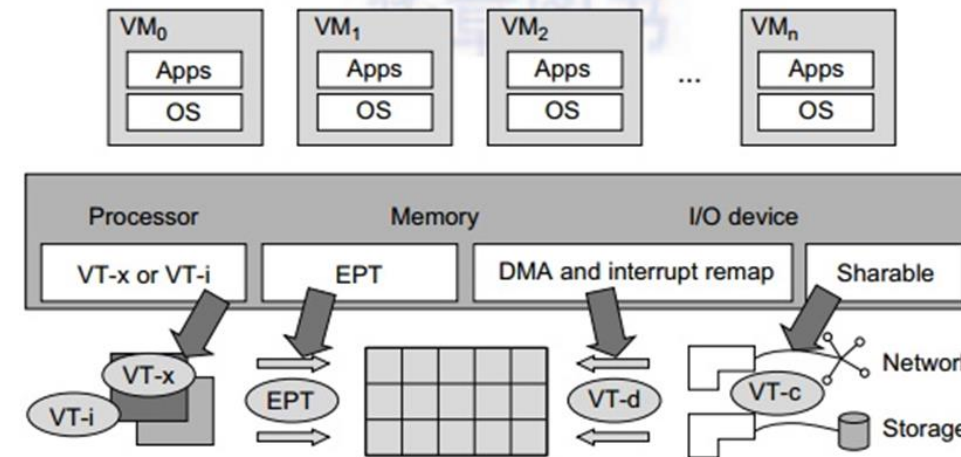 VM0 VM1 VM2 VMn
Apps Apps Apps ... Apps
OS OS OS OS
Processor Memory I/O device
VT-x or VT-i EPT DMA and interrupt remap Sharable
VT-x
VT-i
EPT
VT-d
VT-c
Network
Storage